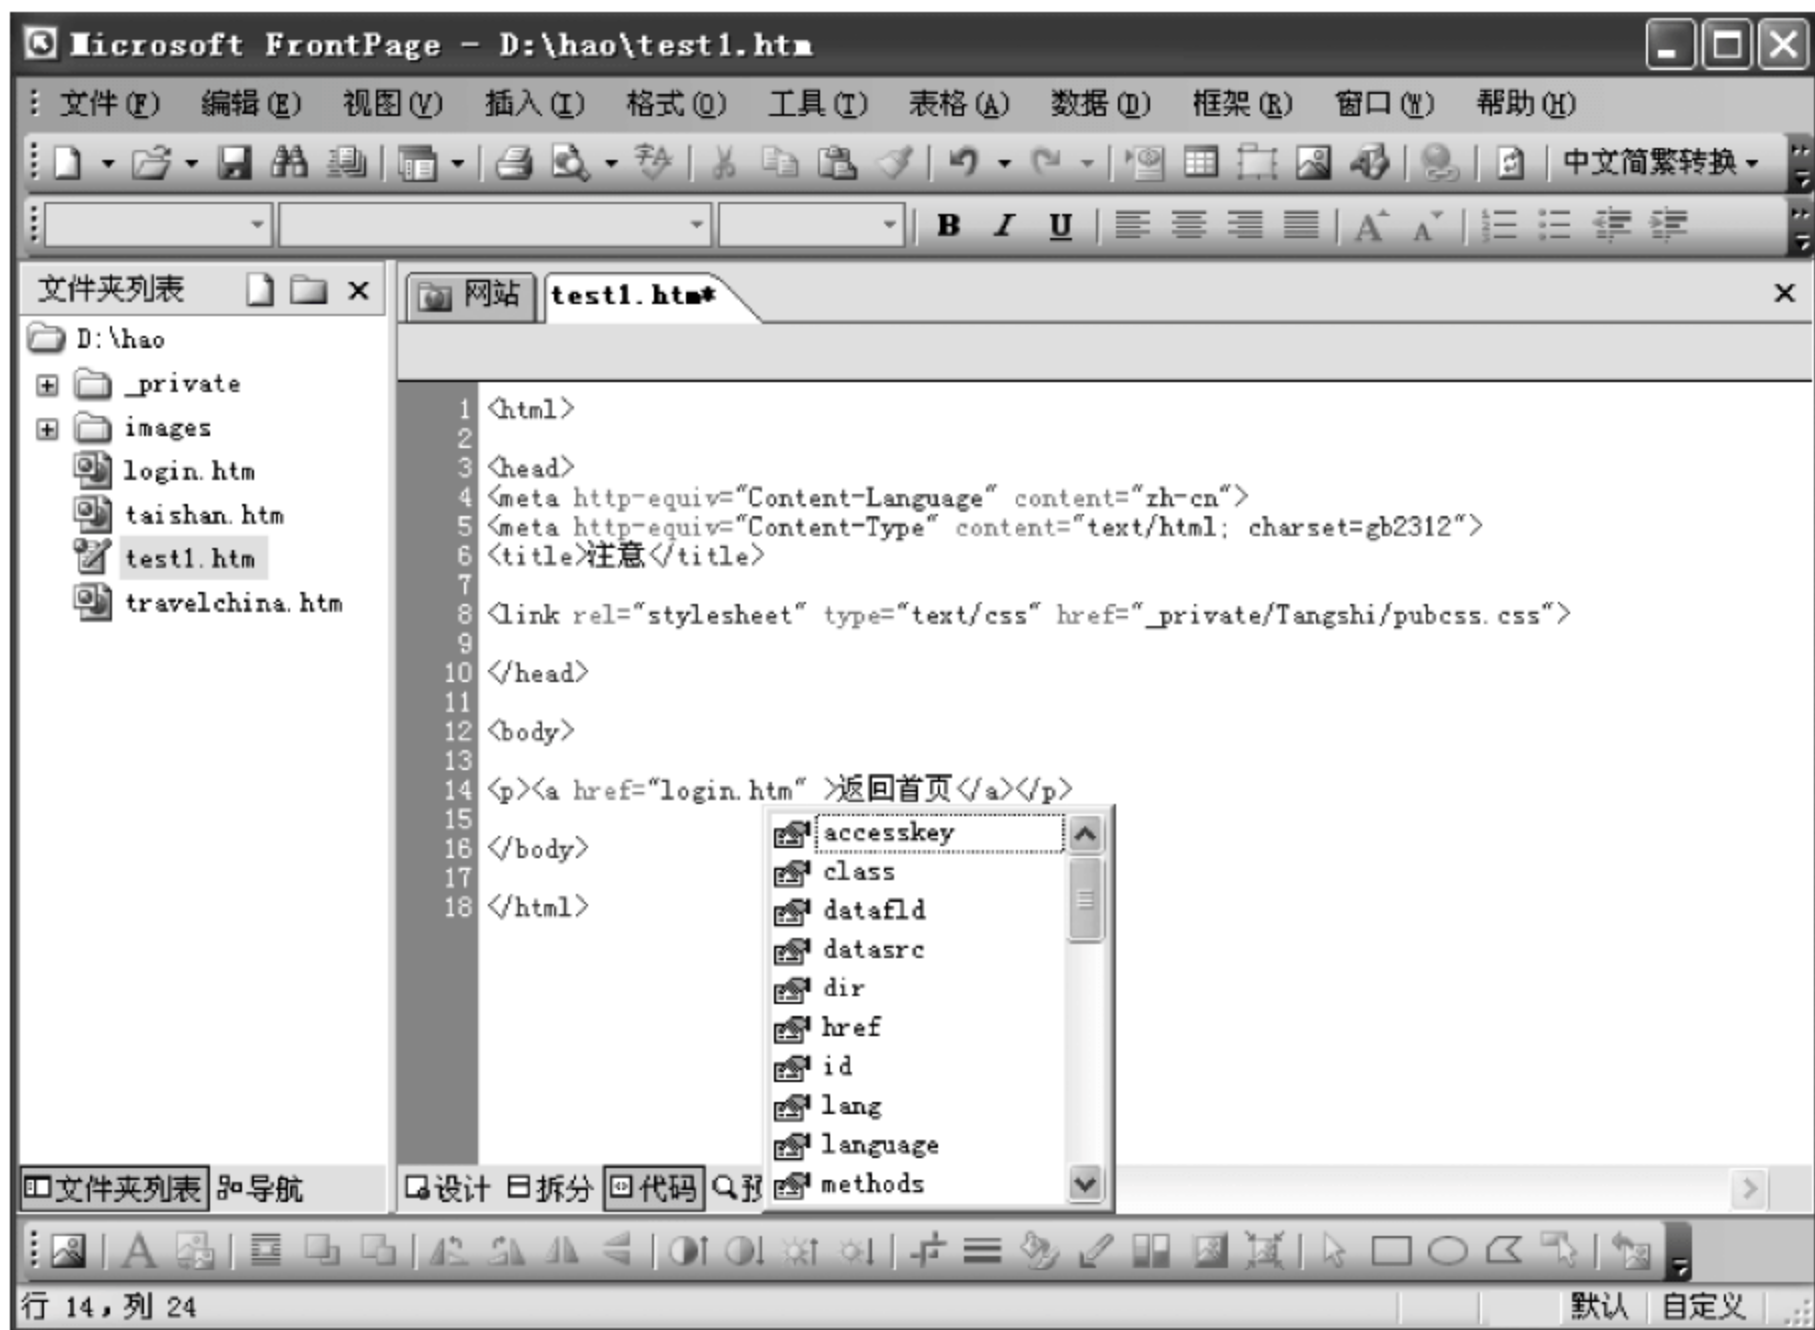 Microsoft FrontPage - D:\hao\test1.htm
文件(F) 编辑(E) 视图(V) 插入(I) 格式(O) 工具(T) 表格(A) 数据(D) 框架(R) 窗口(W) 帮助(H)
中文简繁转换
B I U A A
文件夹列表
网站 test1.htm*
D:\hao
_private
images
login.htm
taishan.htm
test1.htm
travelchina.htm
1 <html>
2
3 <head>
4 <meta http-equiv="Content-Language" content="zh-cn">
5 <meta http-equiv="Content-Type" content="text/html; charset=gb2312">
6 <title>注意</title>
7
8 <link rel="stylesheet" type="text/css" href="_private/Tangshi/pubcss.css">
9
10 </head>
11
12 <body>
13
14 <p><a href="login.htm" >返回首页</a></p>
15
16 </body>
17
18 </html>
accesskey
class
datafld
datasrc
dir
href
id
lang
language
methods
文件夹列表 导航
设计 拆分 代码 预
行 14, 列 24
默认 自定义